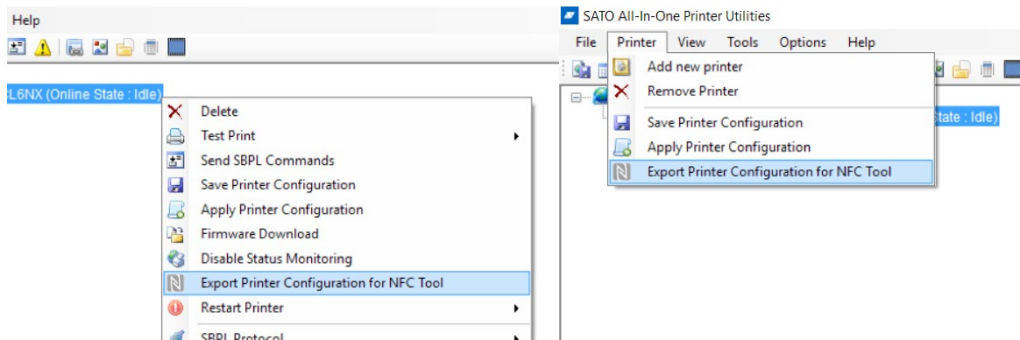 Help
CL6NX (Online State : Idle)
Delete
Test Print
Send SBPL Commands
Save Printer Configuration
Apply Printer Configuration
Firmware Download
Disable Status Monitoring
Export Printer Configuration for NFC Tool
Restart Printer
SBPL Protocol
SATO All-In-One Printer Utilities
File Printer View Tools Options Help
Add new printer
Remove Printer
Save Printer Configuration
State : Idle)
Apply Printer Configuration
Export Printer Configuration for NFC Tool